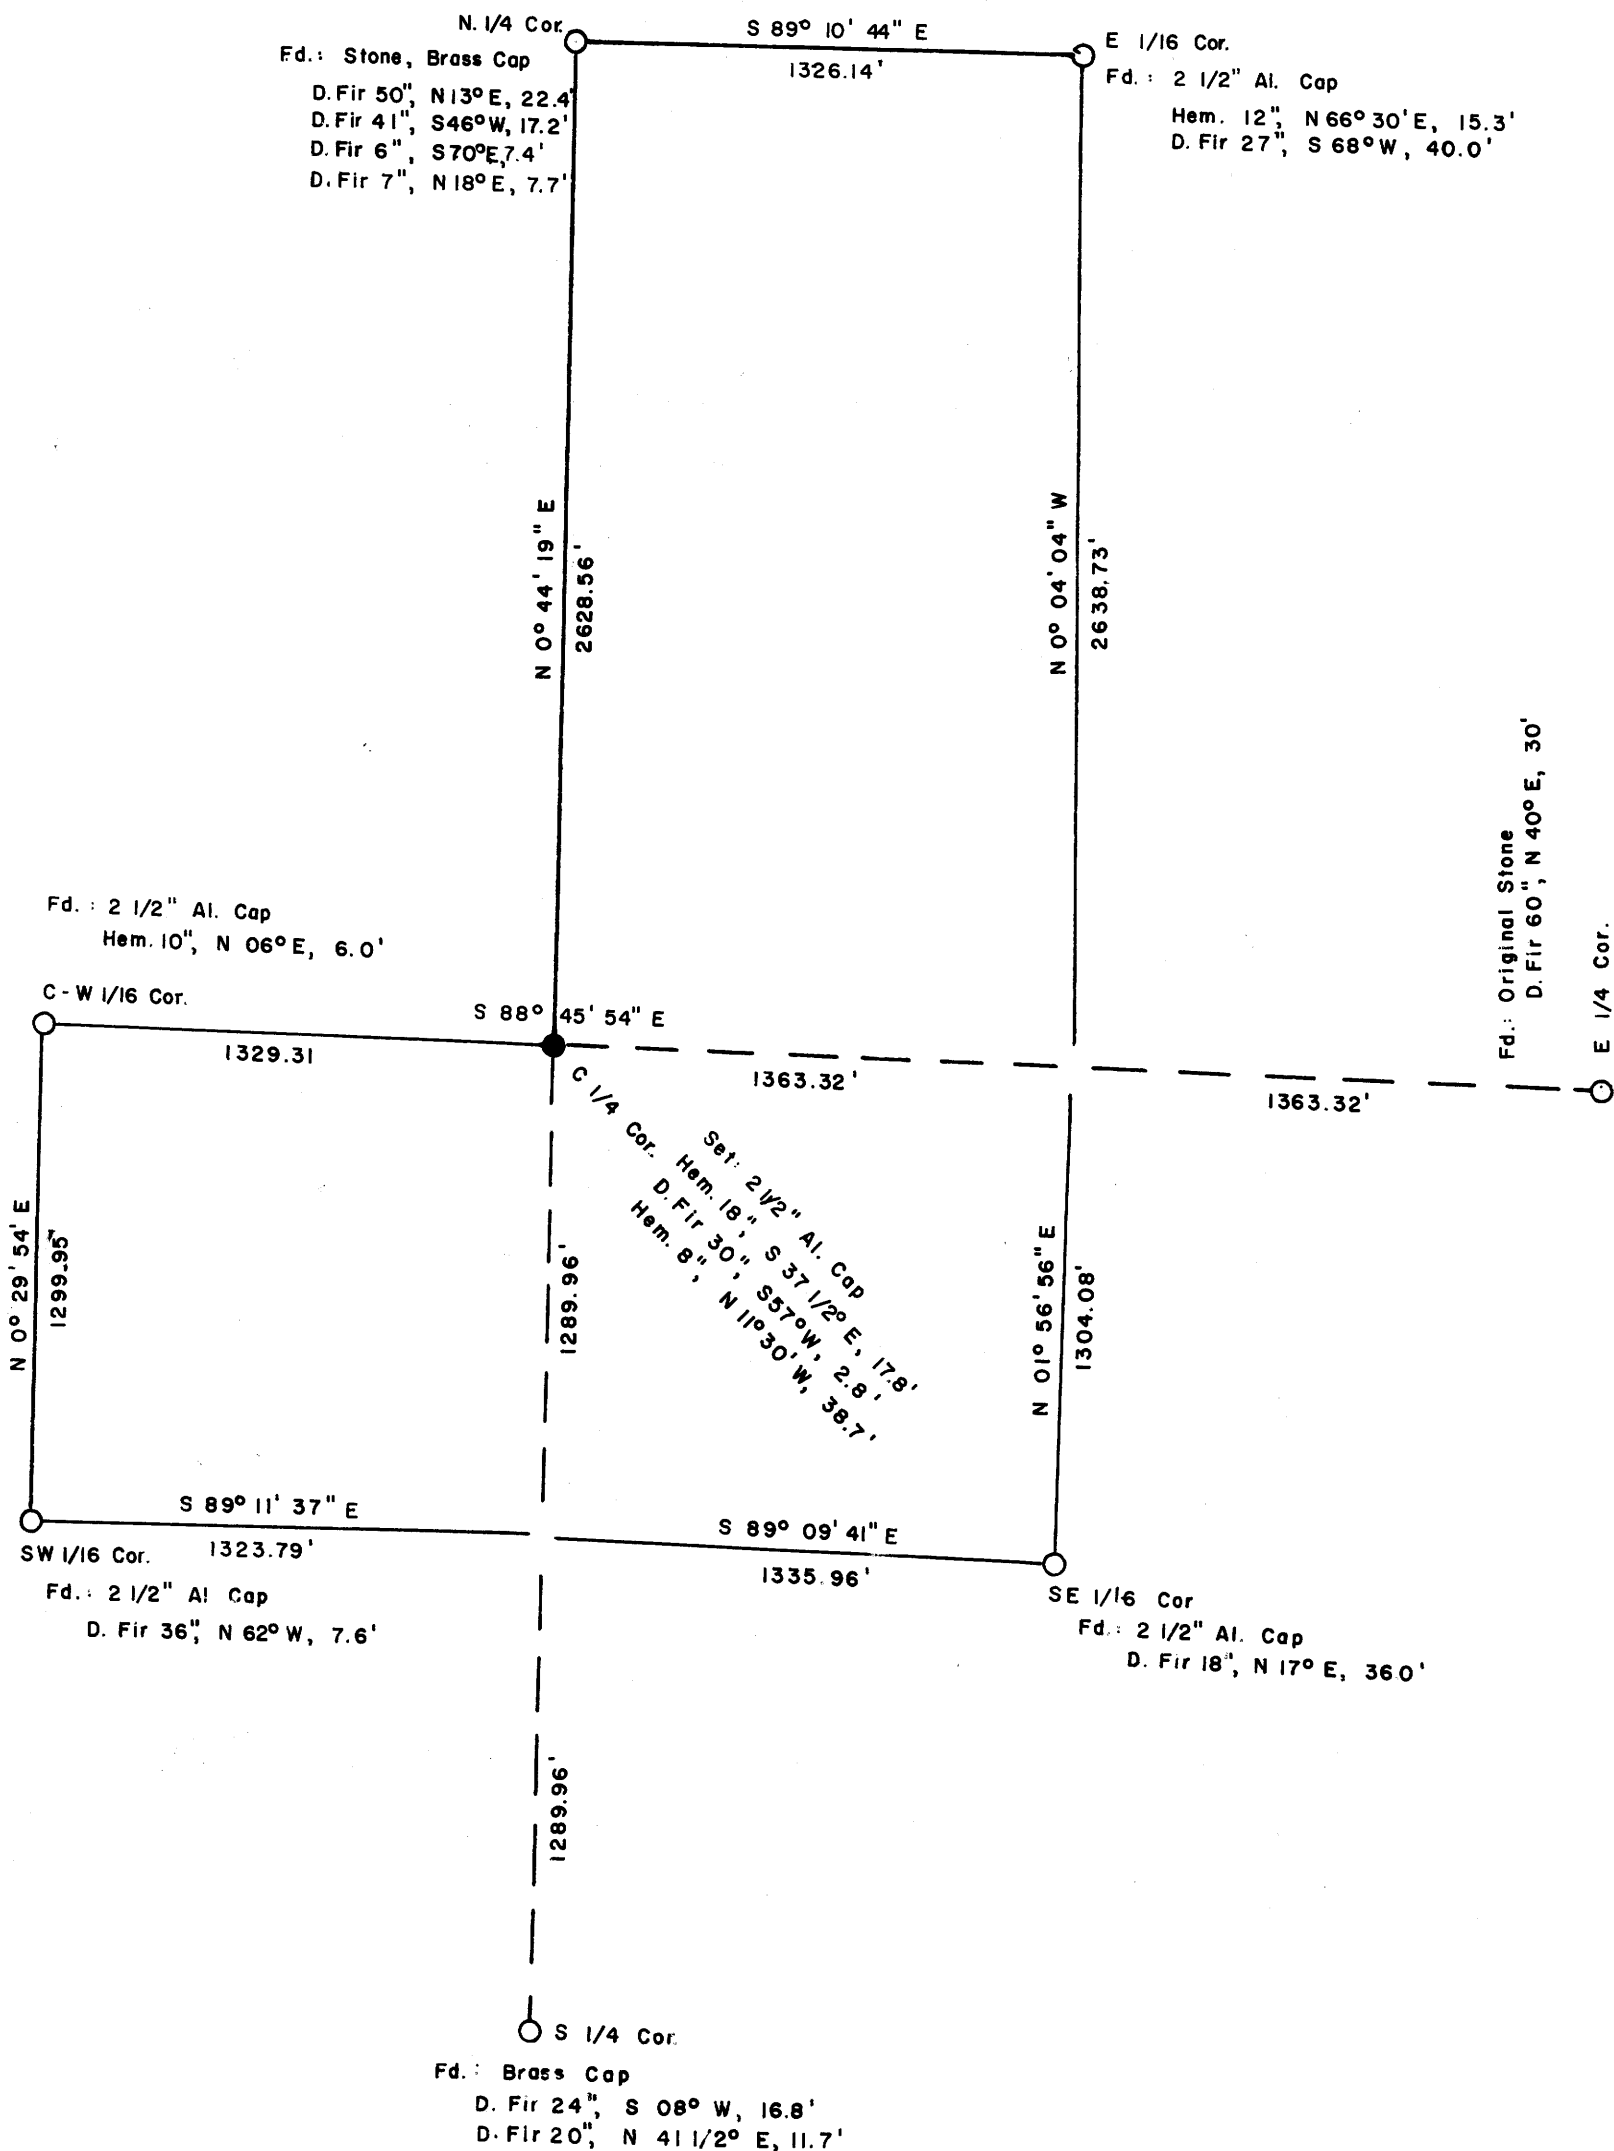 N. 1/4 Cor.
Fd.: Stone, Brass Cap
D. Fir 50", N 13° E, 22.4'
D. Fir 41", S 46° W, 17.2'
D. Fir 6", S 70° E, 7.4'
D. Fir 7", N 18° E, 7.7'
S 89° 10' 44" E
1326.14'
E 1/16 Cor.
Fd.: 2 1/2" Al. Cap
Hem. 12", N 66° 30' E, 15.3'
D. Fir 27", S 68° W, 40.0'
N 0° 44' 19" E
2628.56'
N 0° 04' 04" W
2638.73'
Fd.: Original Stone
D. Fir 60", N 40° E, 30'
E 1/4 Cor.
Fd.: 2 1/2" Al. Cap
Hem. 10", N 06° E, 6.0'
C-W 1/16 Cor.
S 88° 45' 54" E
1329.31
1363.32'
1363.32'
C 1/4 Cor.
Set: 2 1/2" Al. Cap
Hem. 18", S 37 1/2° E, 17.8'
D. Fir 30", S 57° W, 2.8'
Hem. 8", N 11° 30' W, 38.7'
N 0° 29' 54' E
1299.95'
1289.96'
N 01° 56' 56" E
1304.08'
S 89° 11' 37" E
1323.79'
S 89° 09' 41" E
1335.96'
SW 1/16 Cor.
Fd.: 2 1/2" Al Cap
D. Fir 36", N 62° W, 7.6'
SE 1/16 Cor
Fd.: 2 1/2" Al. Cap
D. Fir 18", N 17° E, 36.0'
1289.96'
S 1/4 Cor.
Fd.: Brass Cap
D. Fir 24", S 08° W, 16.8'
D. Fir 20", N 41 1/2° E, 11.7'